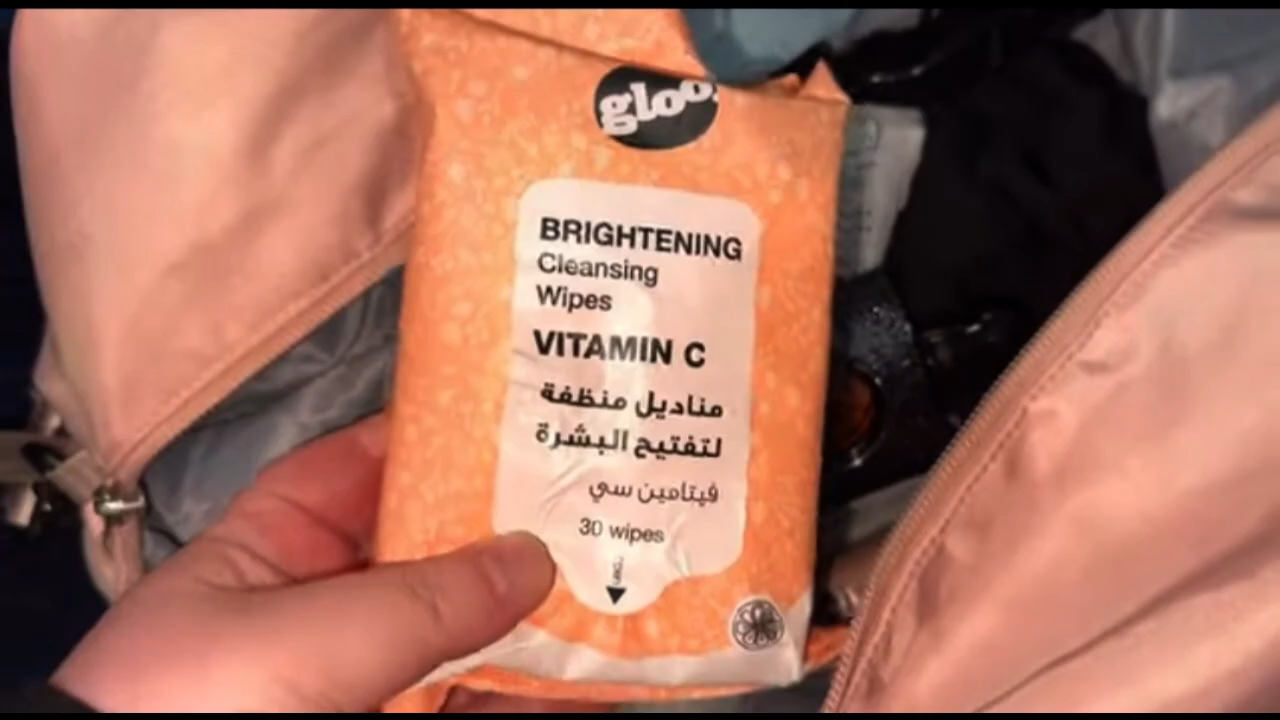 gloo
BRIGHTENING
Cleansing
Wipes
VITAMIN C
مناديل منظفة
لتفتيح البشرة
فيتامين سي
30 wipes